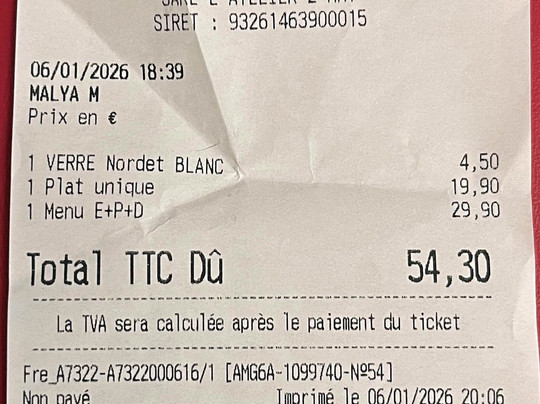 SIRET : 93261463900015
06/01/2026 18:39
MALYA M
Prix en €
1 VERRE Nordet BLANC 4,50
1 Plat unique 19,90
1 Menu E+P+D 29,90
Total TTC Dû 54,30
La TVA sera calculée après le paiement du ticket
Fre_A7322-A7322000616/1 [AMG6A-1099740-Nº54]
Non payé Imprimé le 06/01/2026 20:06